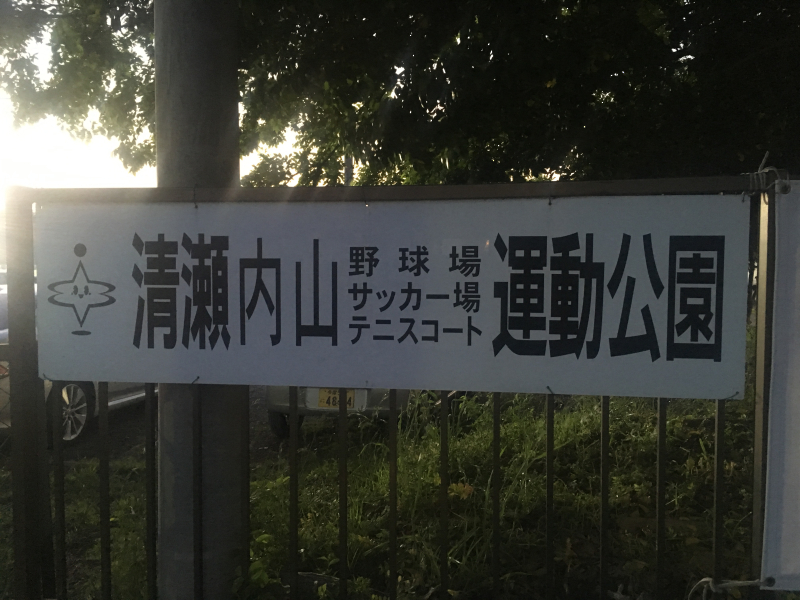 清瀬内山
野球場
サッカー場
テニスコート
運動公園